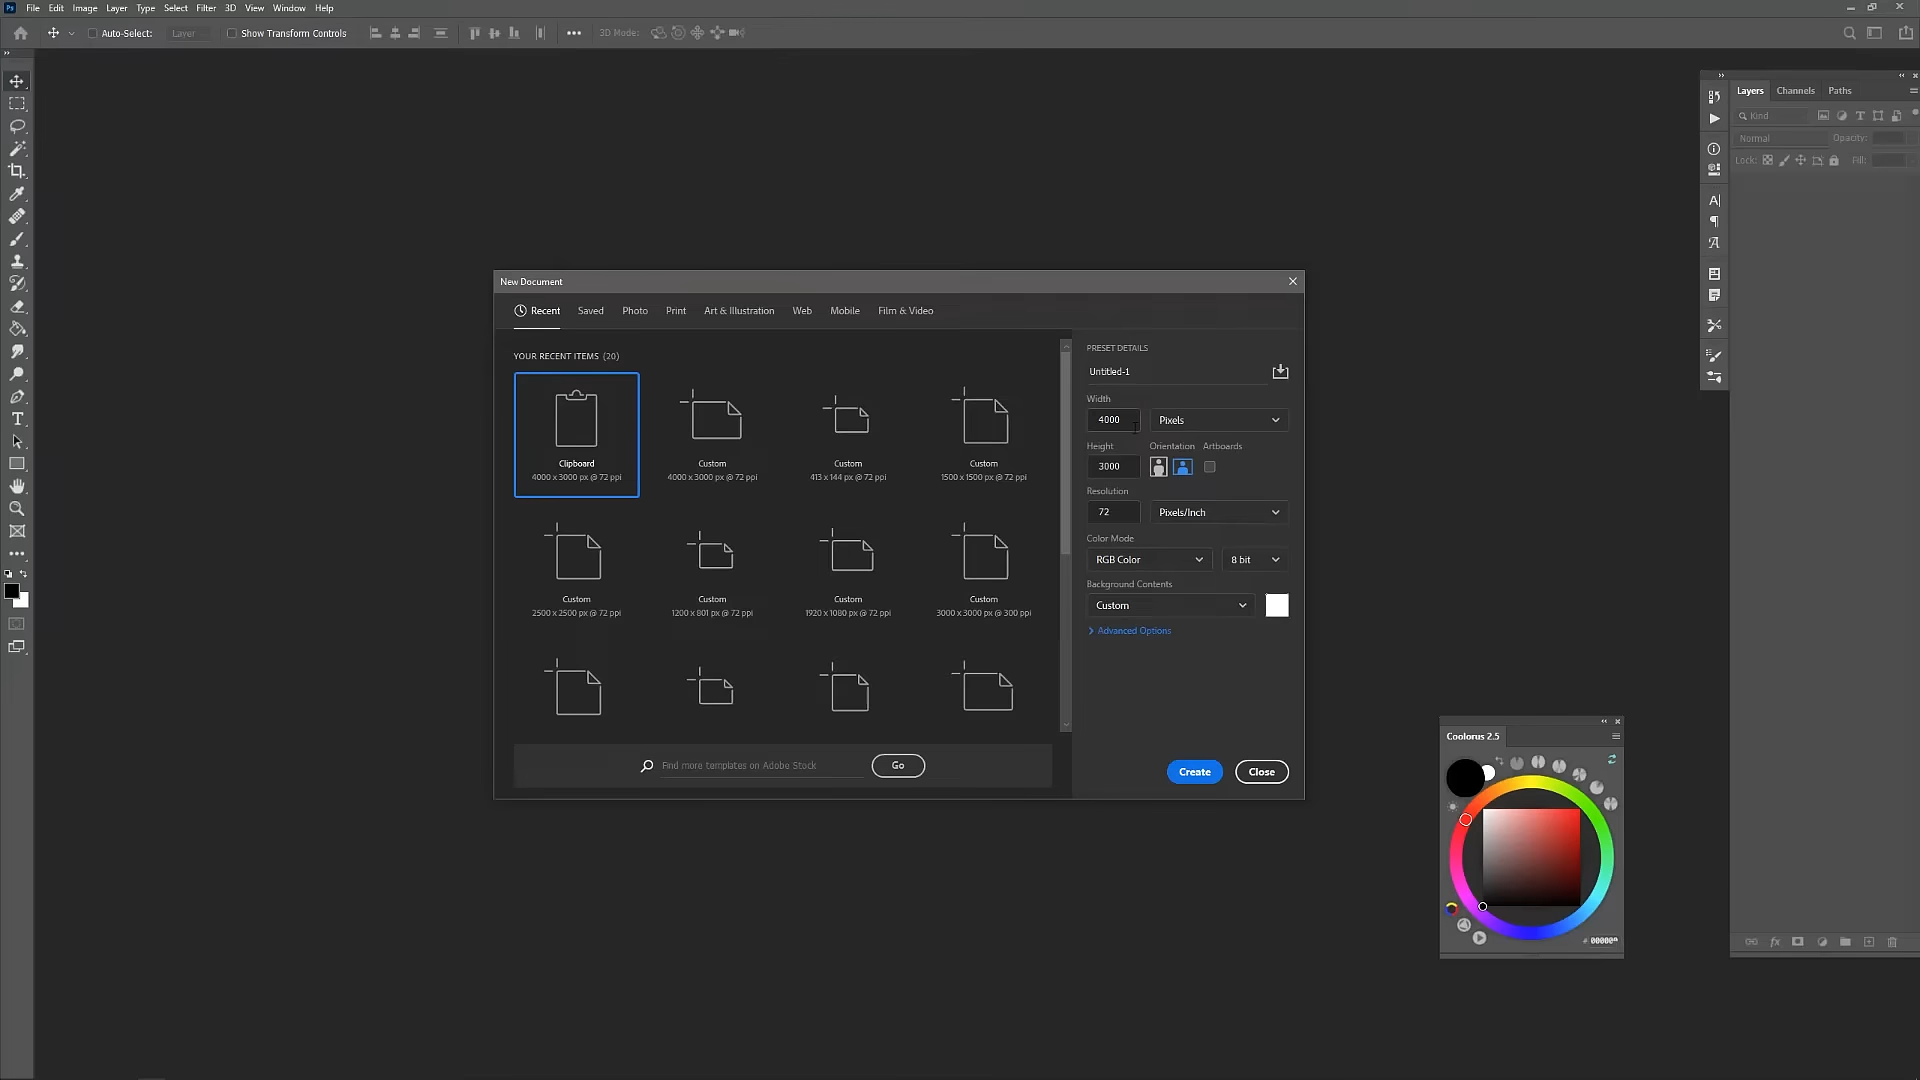 Ps File Edit Image Layer Type Select Filter 3D View Window Help
Auto-Select: Layer Show Transform Controls 3D Mode:
Layers Channels Paths
Kind
Normal Opacity:
Lock: Fill:
New Document
Recent Saved Photo Print Art & Illustration Web Mobile Film & Video
YOUR RECENT ITEMS (20)
Clipboard
4000 x 3000 px @ 72 ppi
Custom
4000 x 3000 px @ 72 ppi
Custom
413 x 144 px @ 72 ppi
Custom
1500 x 1500 px @ 72 ppi
Custom
2500 x 2500 px @ 72 ppi
Custom
1200 x 801 px @ 72 ppi
Custom
1920 x 1080 px @ 72 ppi
Custom
3000 x 3000 px @ 300 ppi
Find more templates on Adobe Stock Go
PRESET DETAILS
Untitled-1
Width
4000 Pixels
Height Orientation Artboards
3000
Resolution
72 Pixels/Inch
Color Mode
RGB Color 8 bit
Background Contents
Custom
Advanced Options
Create Close
Coolorus 2.5